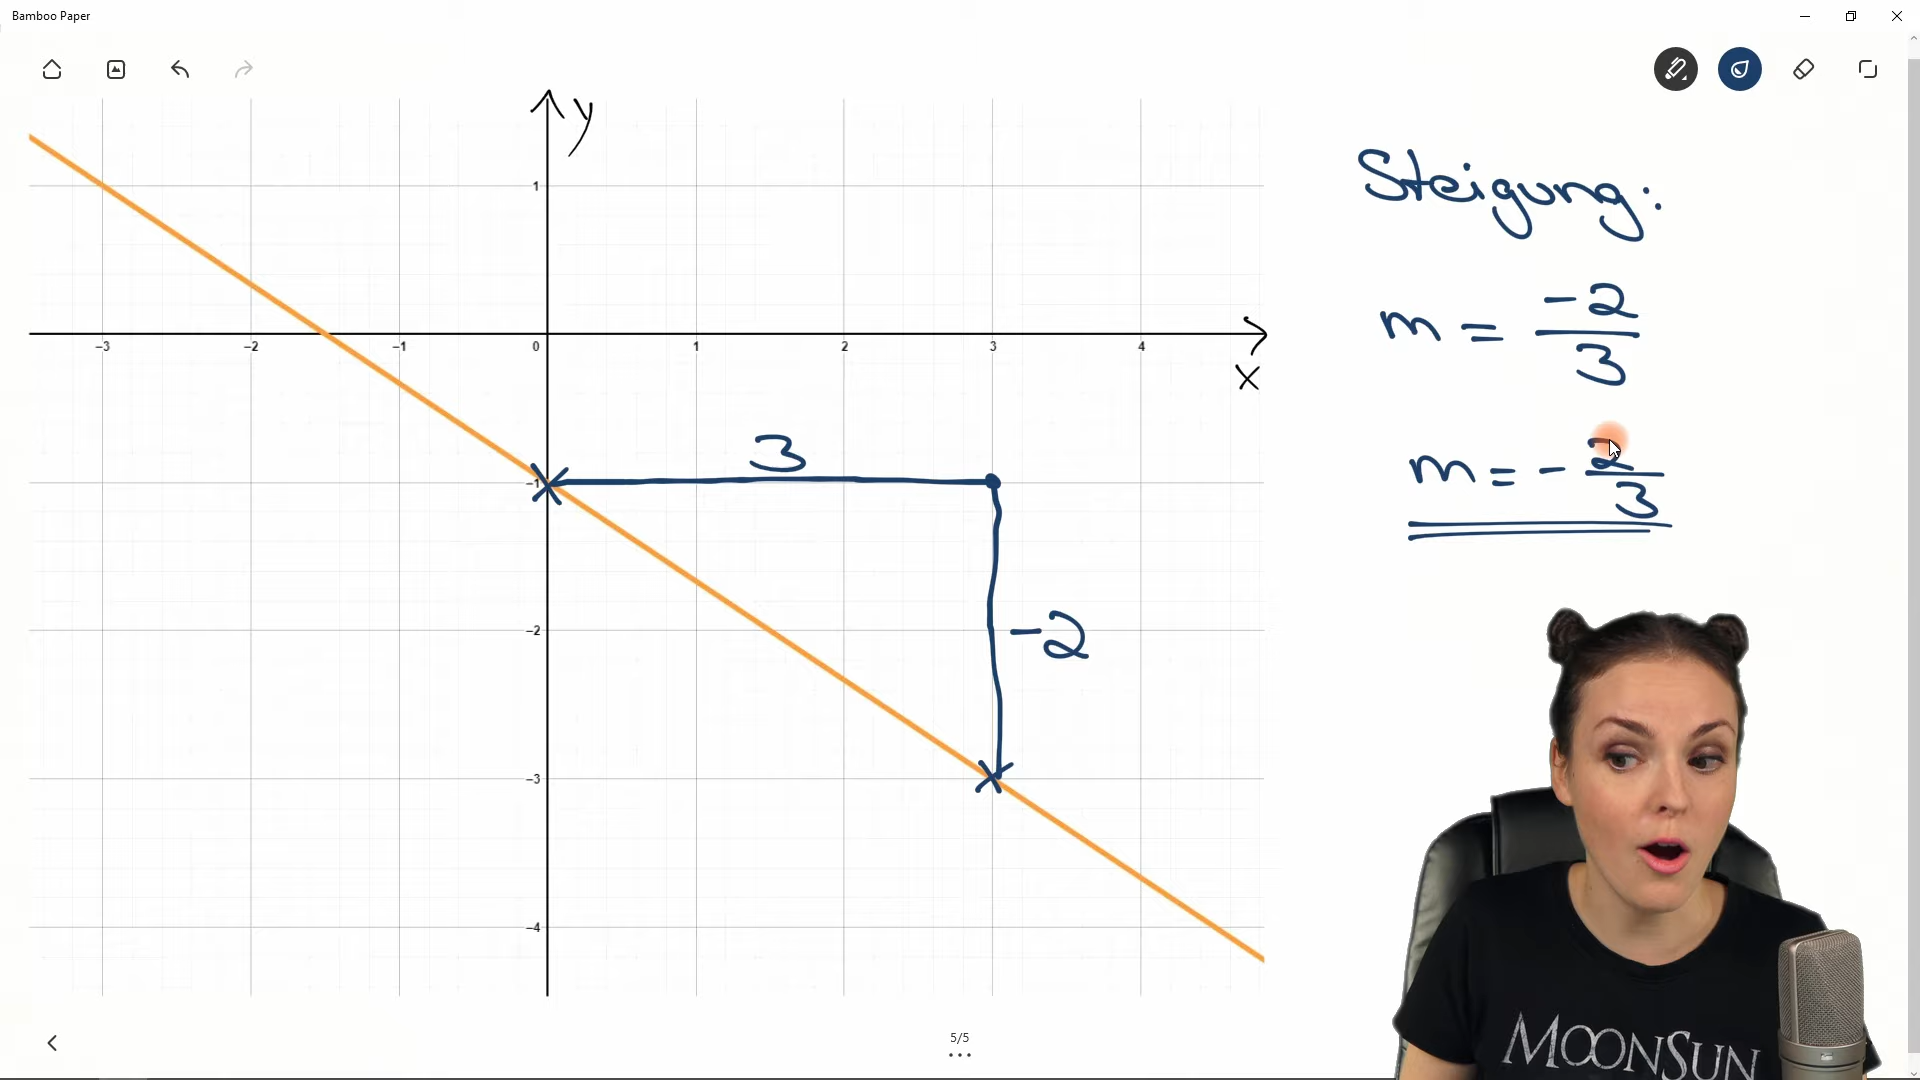 Bamboo Paper
y
1
-3 -2 -1 0 1 2 3 4
x
3
-1
-2
-2
-3
-4
Steigung:
m = -2/3
m = - 2/3
5/5
MOONSUN